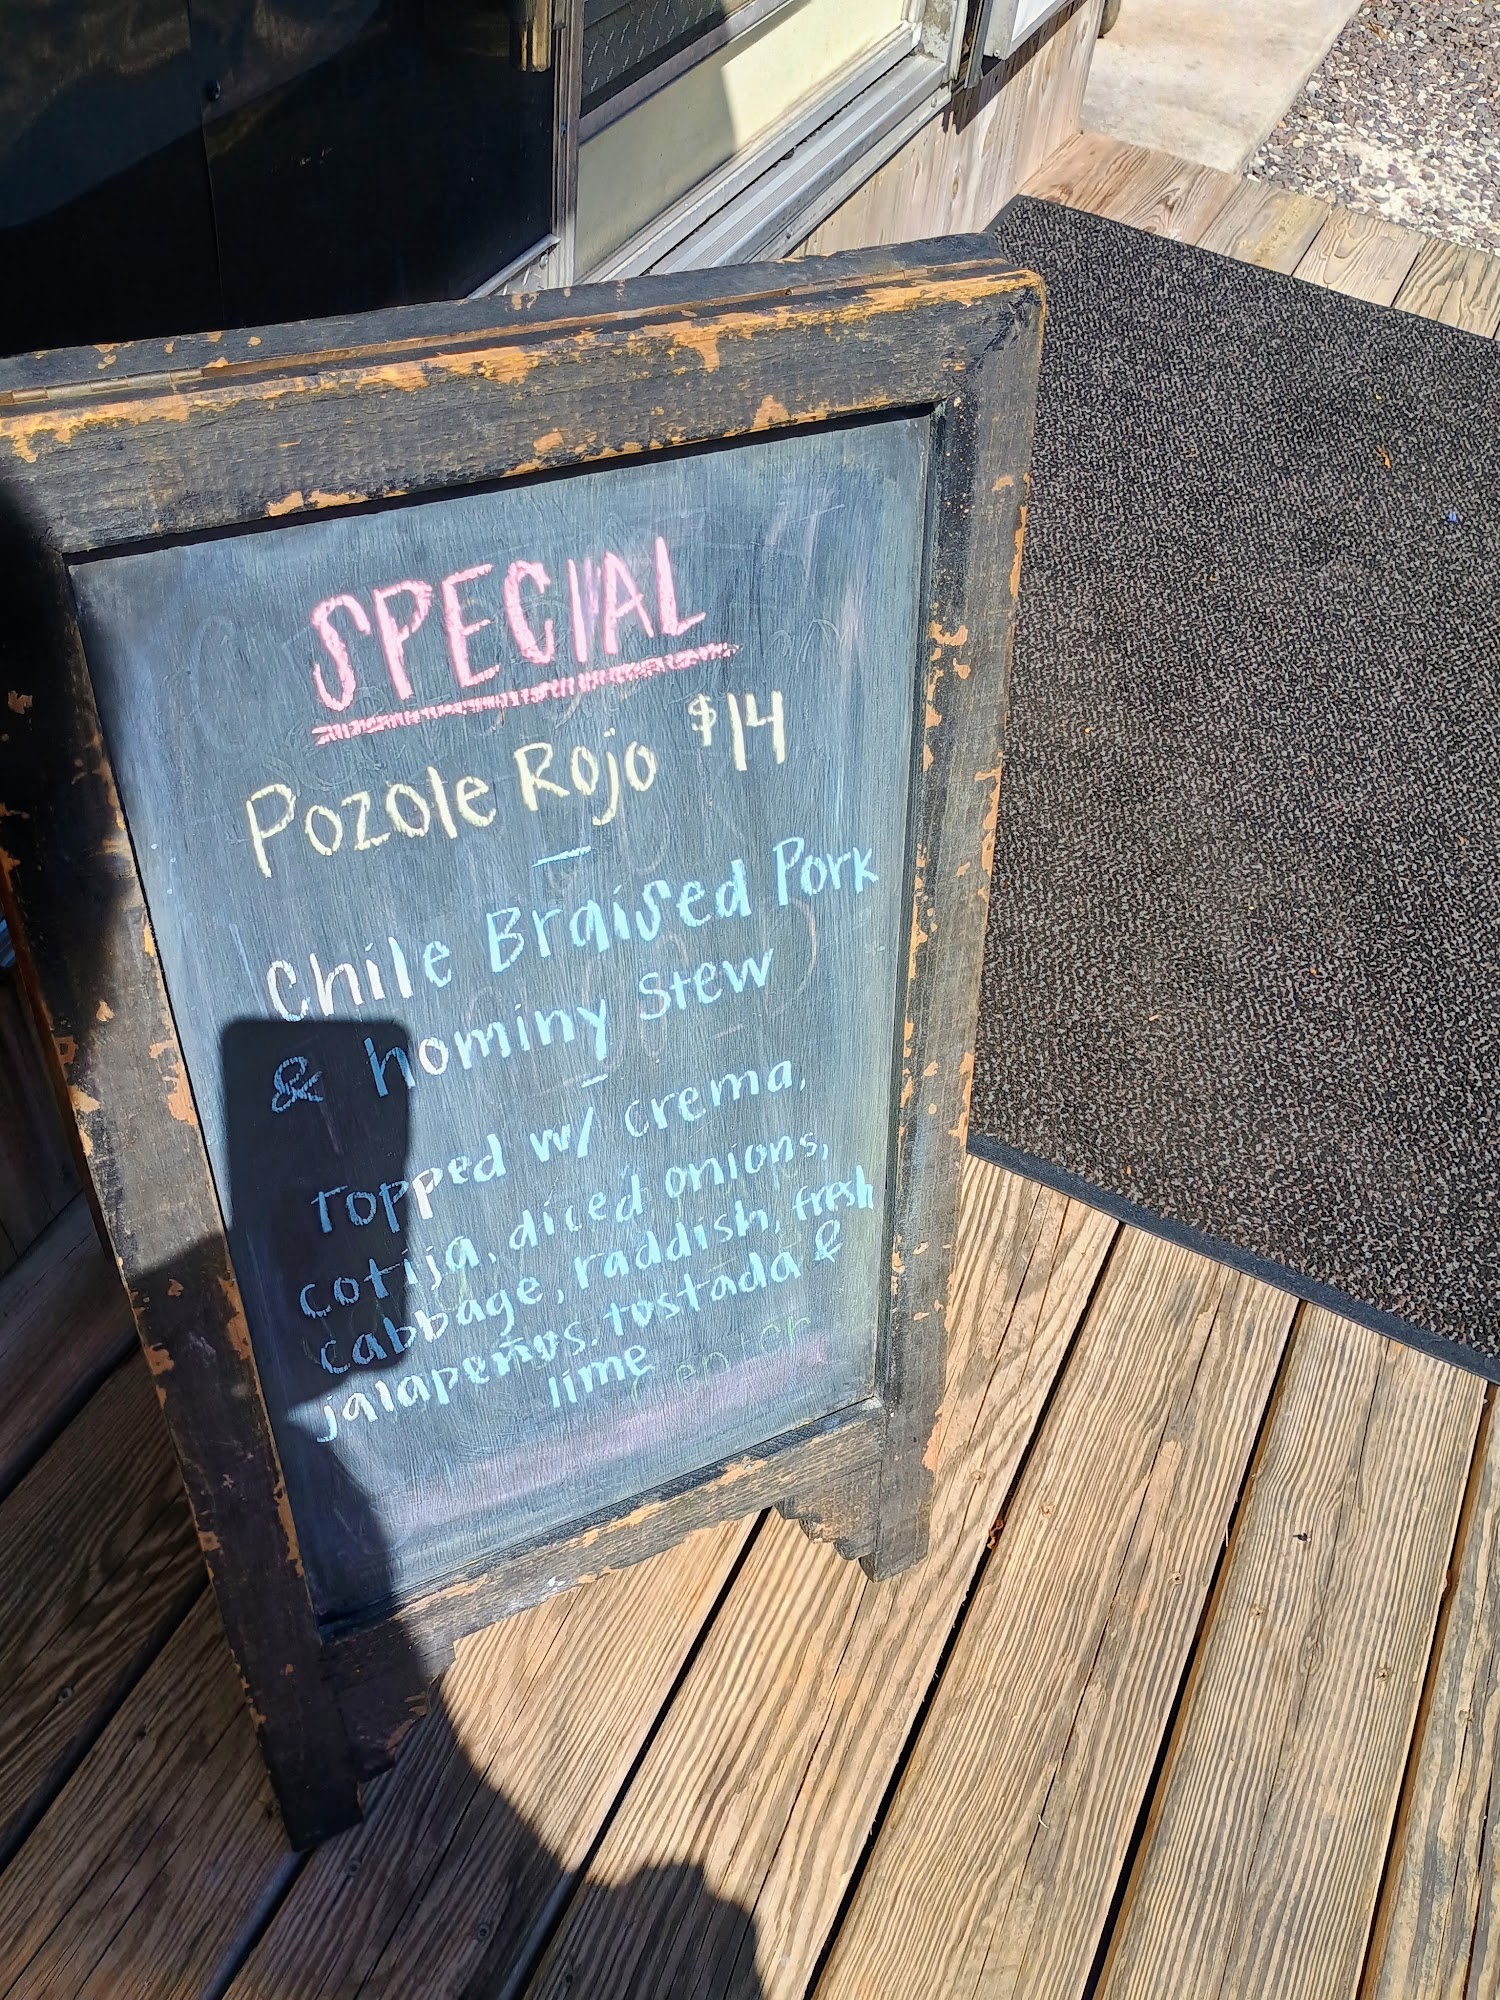 SPECIAL
Pozole Rojo $14
Chile Braised Pork
& hominy Stew
Topped w/ crema,
cotija, diced onions,
cabbage, raddish, fresh
jalapeños, tostada &
lime